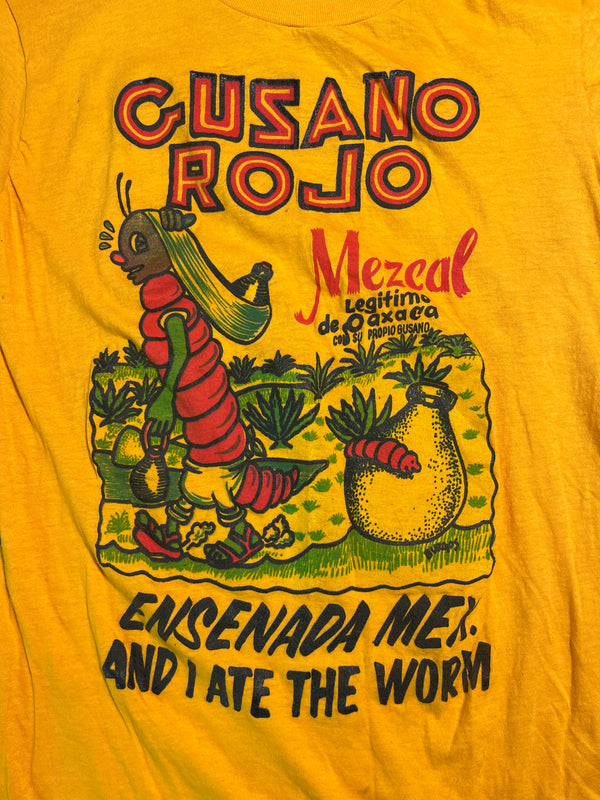 GUSANO
ROJO
Mezcal
Legitimo
de Oaxaca
CON SU PROPIO GUSANO
ENSENADA MEX.
AND I ATE THE WORM